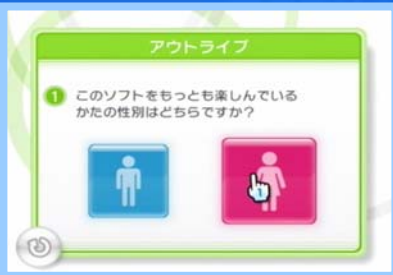 アウトライブ
1 このソフトをもっとも楽しんでいる
かたの性別はどちらですか?
1